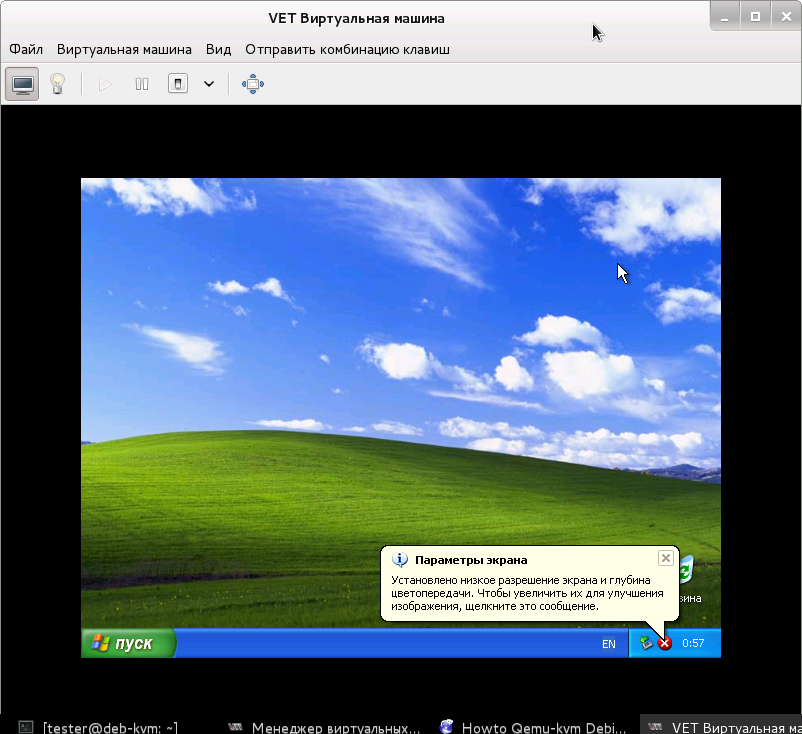 VET Виртуальная машина
Файл Виртуальная машина Вид Отправить комбинацию клавиш
Параметры экрана
Установлено низкое разрешение экрана и глубина
цветопередачи. Чтобы увеличить их для улучшения
изображения, щелкните это сообщение.
зина
пуск EN 0:57
[tester@deb-kvm: ~] Менеджер виртуальных... Howto Qemu-kvm Debi... VET Виртуальная ма